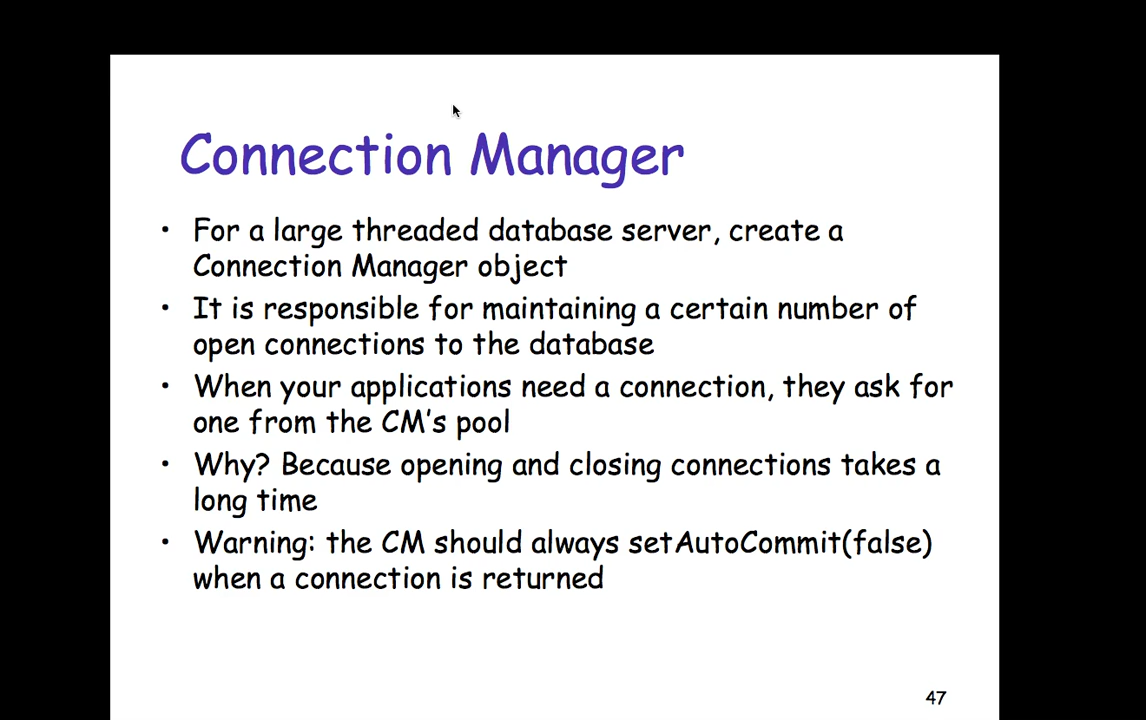 Connection Manager
• For a large threaded database server, create a
Connection Manager object
• It is responsible for maintaining a certain number of
open connections to the database
• When your applications need a connection, they ask for
one from the CM's pool
• Why? Because opening and closing connections takes a
long time
• Warning: the CM should always setAutoCommit(false)
when a connection is returned
47